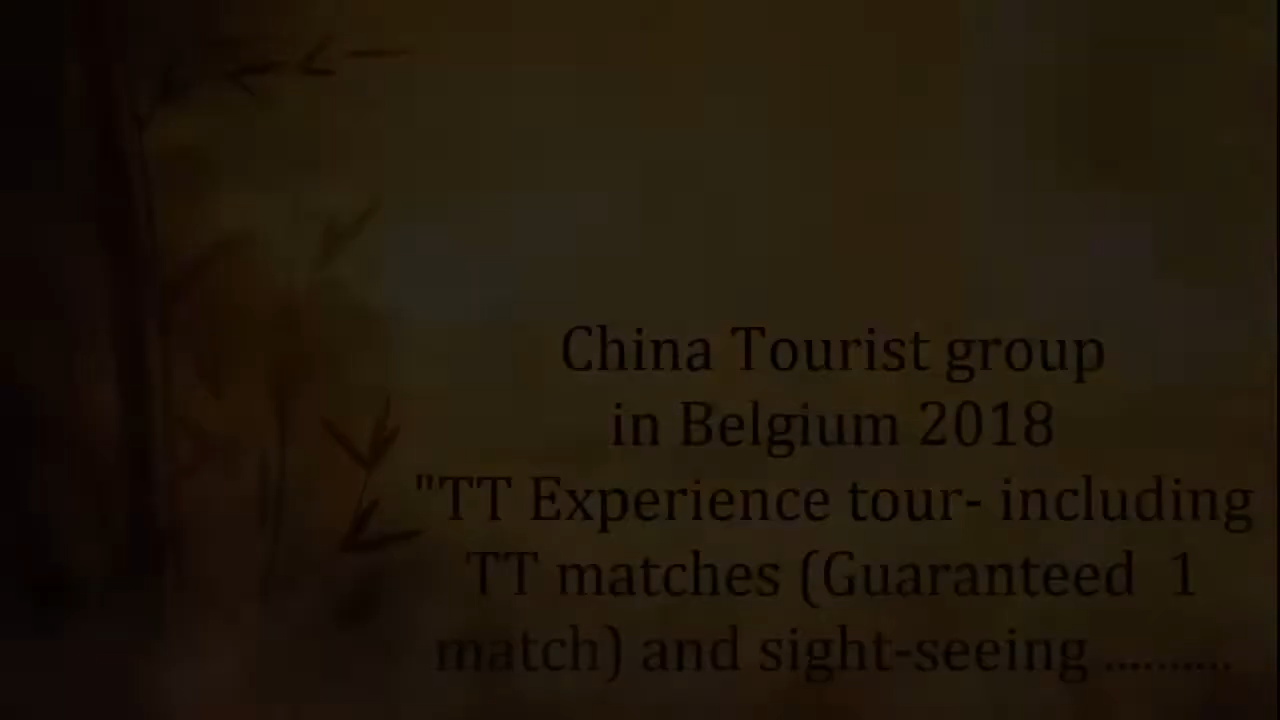 China Tourist group
in Belgium 2018
"TT Experience tour- including
TT matches (Guaranteed  1
match) and sight-seeing ..........